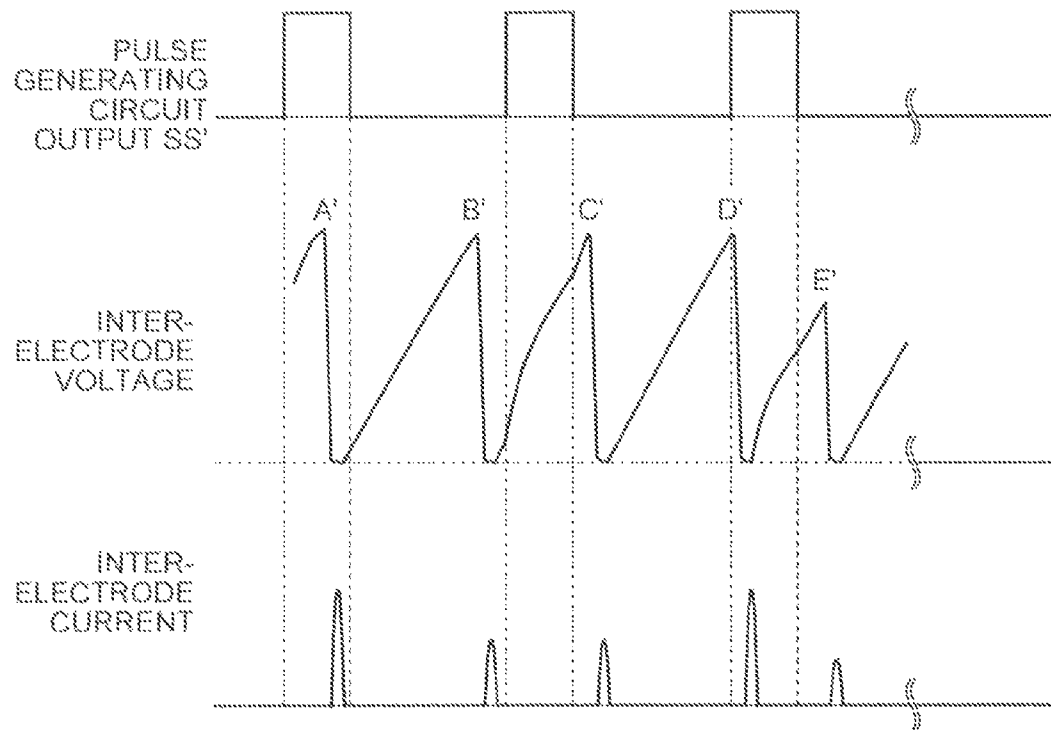 PULSE
GENERATING
CIRCUIT
OUTPUT SS'
A'
B'
C'
D'
E'
INTER-
ELECTRODE
VOLTAGE
INTER-
ELECTRODE
CURRENT